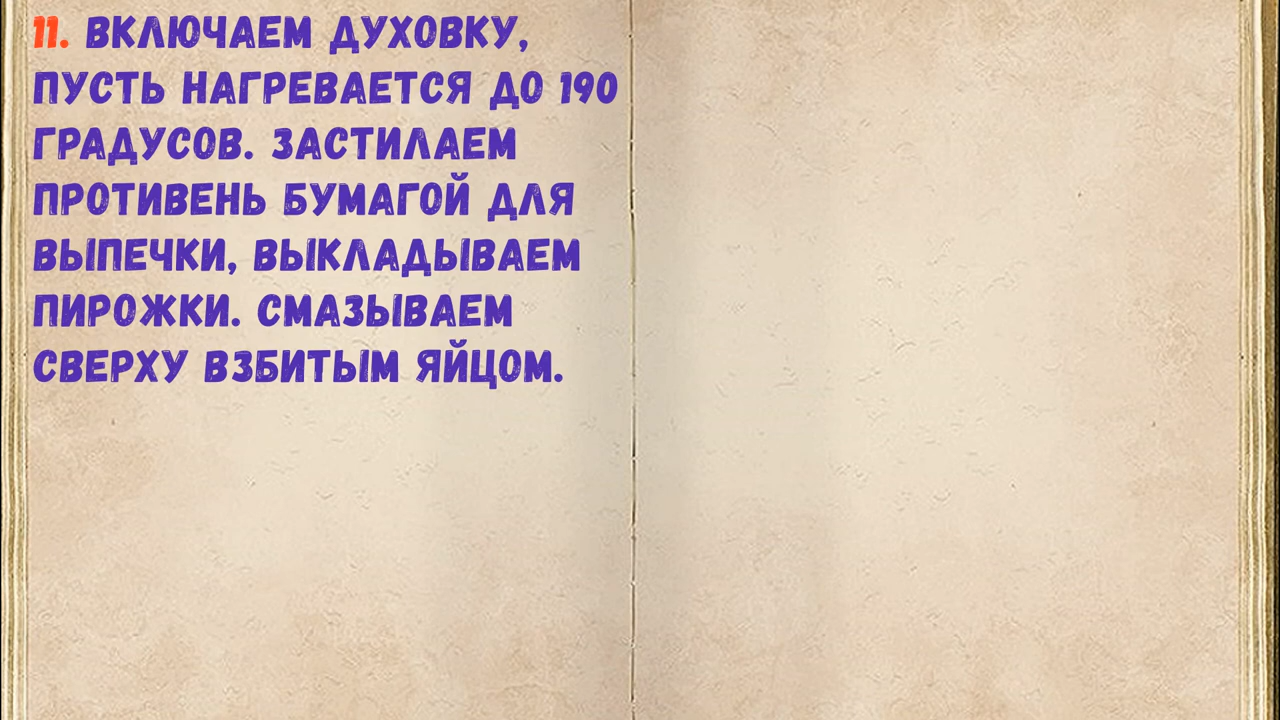 11. ВКЛЮЧАЕМ ДУХОВКУ,
ПУСТЬ НАГРЕВАЕТСЯ ДО 190
ГРАДУСОВ. ЗАСТИЛАЕМ
ПРОТИВЕНЬ БУМАГОЙ ДЛЯ
ВЫПЕЧКИ, ВЫКЛАДЫВАЕМ
ПИРОЖКИ. СМАЗЫВАЕМ
СВЕРХУ ВЗБИТЫМ ЯЙЦОМ.